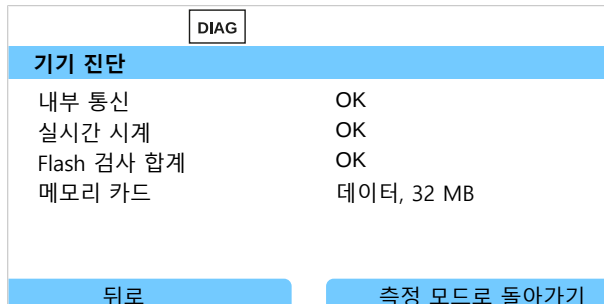 DIAG
기기 진단
내부 통신 OK
실시간 시계 OK
Flash 검사 합계 OK
메모리 카드 데이터, 32 MB
뒤로 측정 모드로 돌아가기